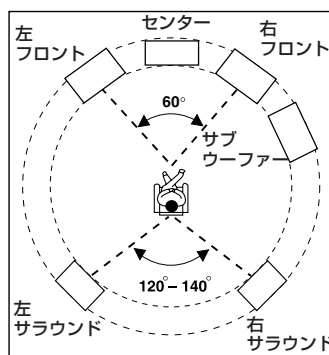 左
フロント
センター
右
フロント
60°
サブ
ウーファー
120°–140°
左
サラウンド
右
サラウンド